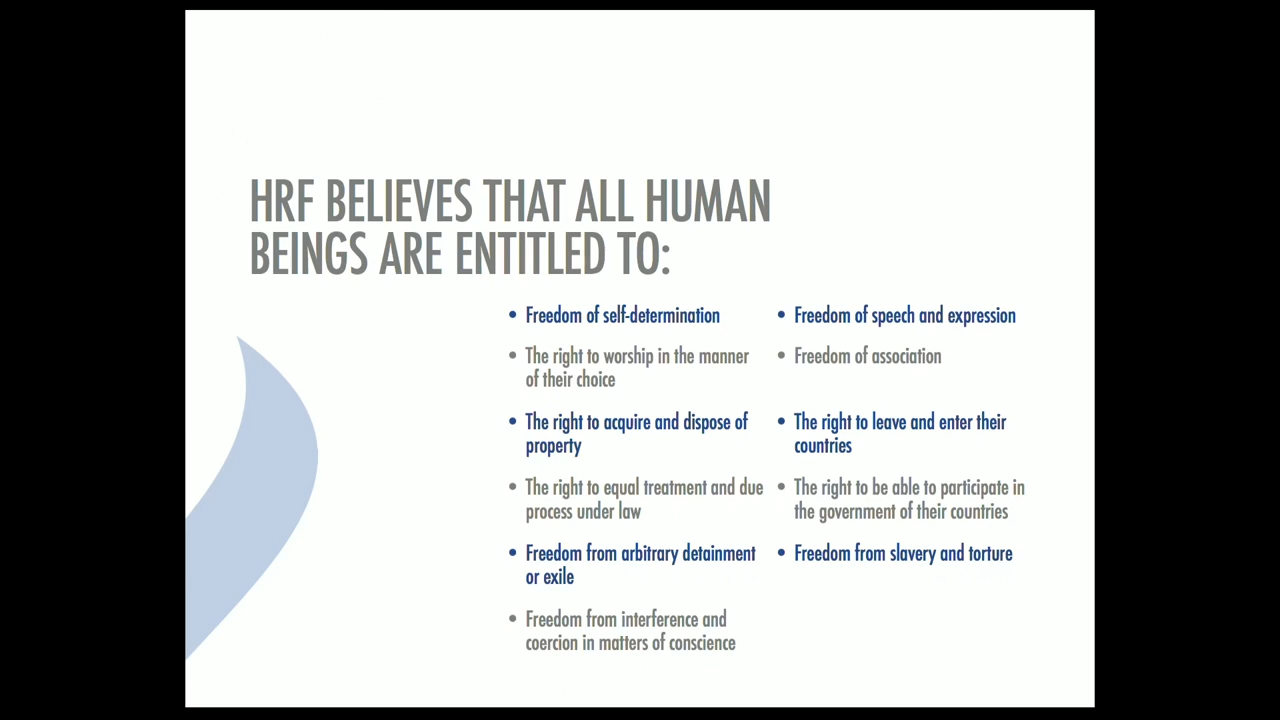 HRF BELIEVES THAT ALL HUMAN
BEINGS ARE ENTITLED TO:
• Freedom of self-determination
• The right to worship in the manner
of their choice
• The right to acquire and dispose of
property
• The right to equal treatment and due
process under law
• Freedom from arbitrary detainment
or exile
• Freedom from interference and
coercion in matters of conscience
• Freedom of speech and expression
• Freedom of association
• The right to leave and enter their
countries
• The right to be able to participate in
the government of their countries
• Freedom from slavery and torture